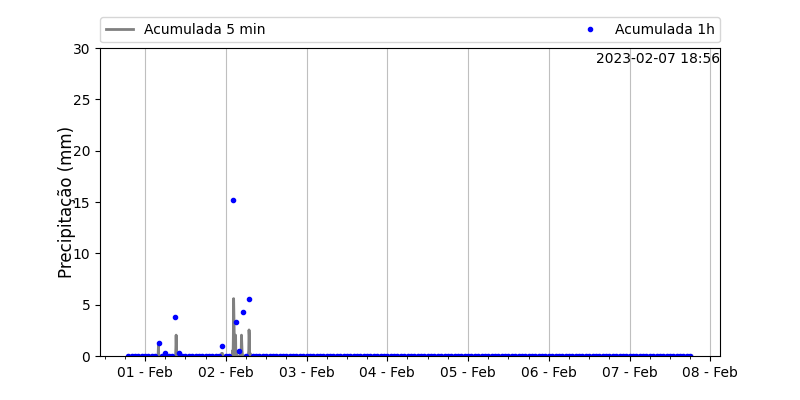 Acumulada 5 min
Acumulada 1h
2023-02-07 18:56
Precipitação (mm)
30
25
20
15
10
5
0
01 - Feb
02 - Feb
03 - Feb
04 - Feb
05 - Feb
06 - Feb
07 - Feb
08 - Feb